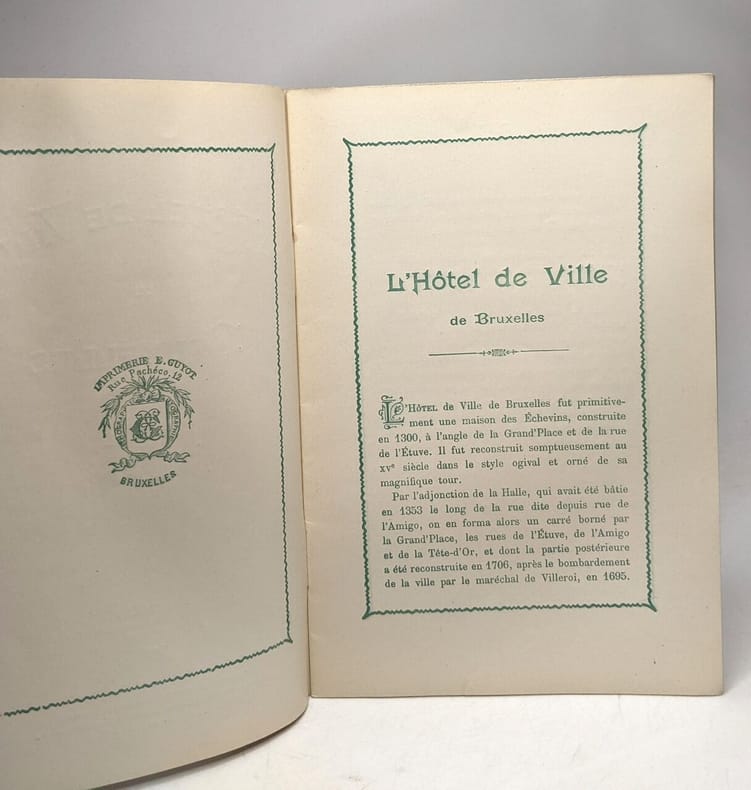 IMPRIMERIE E. GUYOT
Rue Pachéco, 12
BRUXELLES
L'Hôtel de Ville
de Bruxelles
L'HÔTEL de Ville de Bruxelles fut primitive-
ment une maison des Échevins, construite
en 1300, à l'angle de la Grand'Place et de la rue
de l'Étuve. Il fut reconstruit somptueusement au
XVe siècle dans le style ogival et orné de sa
magnifique tour.
Par l'adjonction de la Halle, qui avait été bâtie
en 1353 le long de la rue dite depuis rue de
l'Amigo, on en forma alors un carré borné par
la Grand'Place, les rues de l'Étuve, de l'Amigo
et de la Tête-d'Or, et dont la partie postérieure
a été reconstruite en 1706, après le bombardement
de la ville par le maréchal de Villeroi, en 1695.